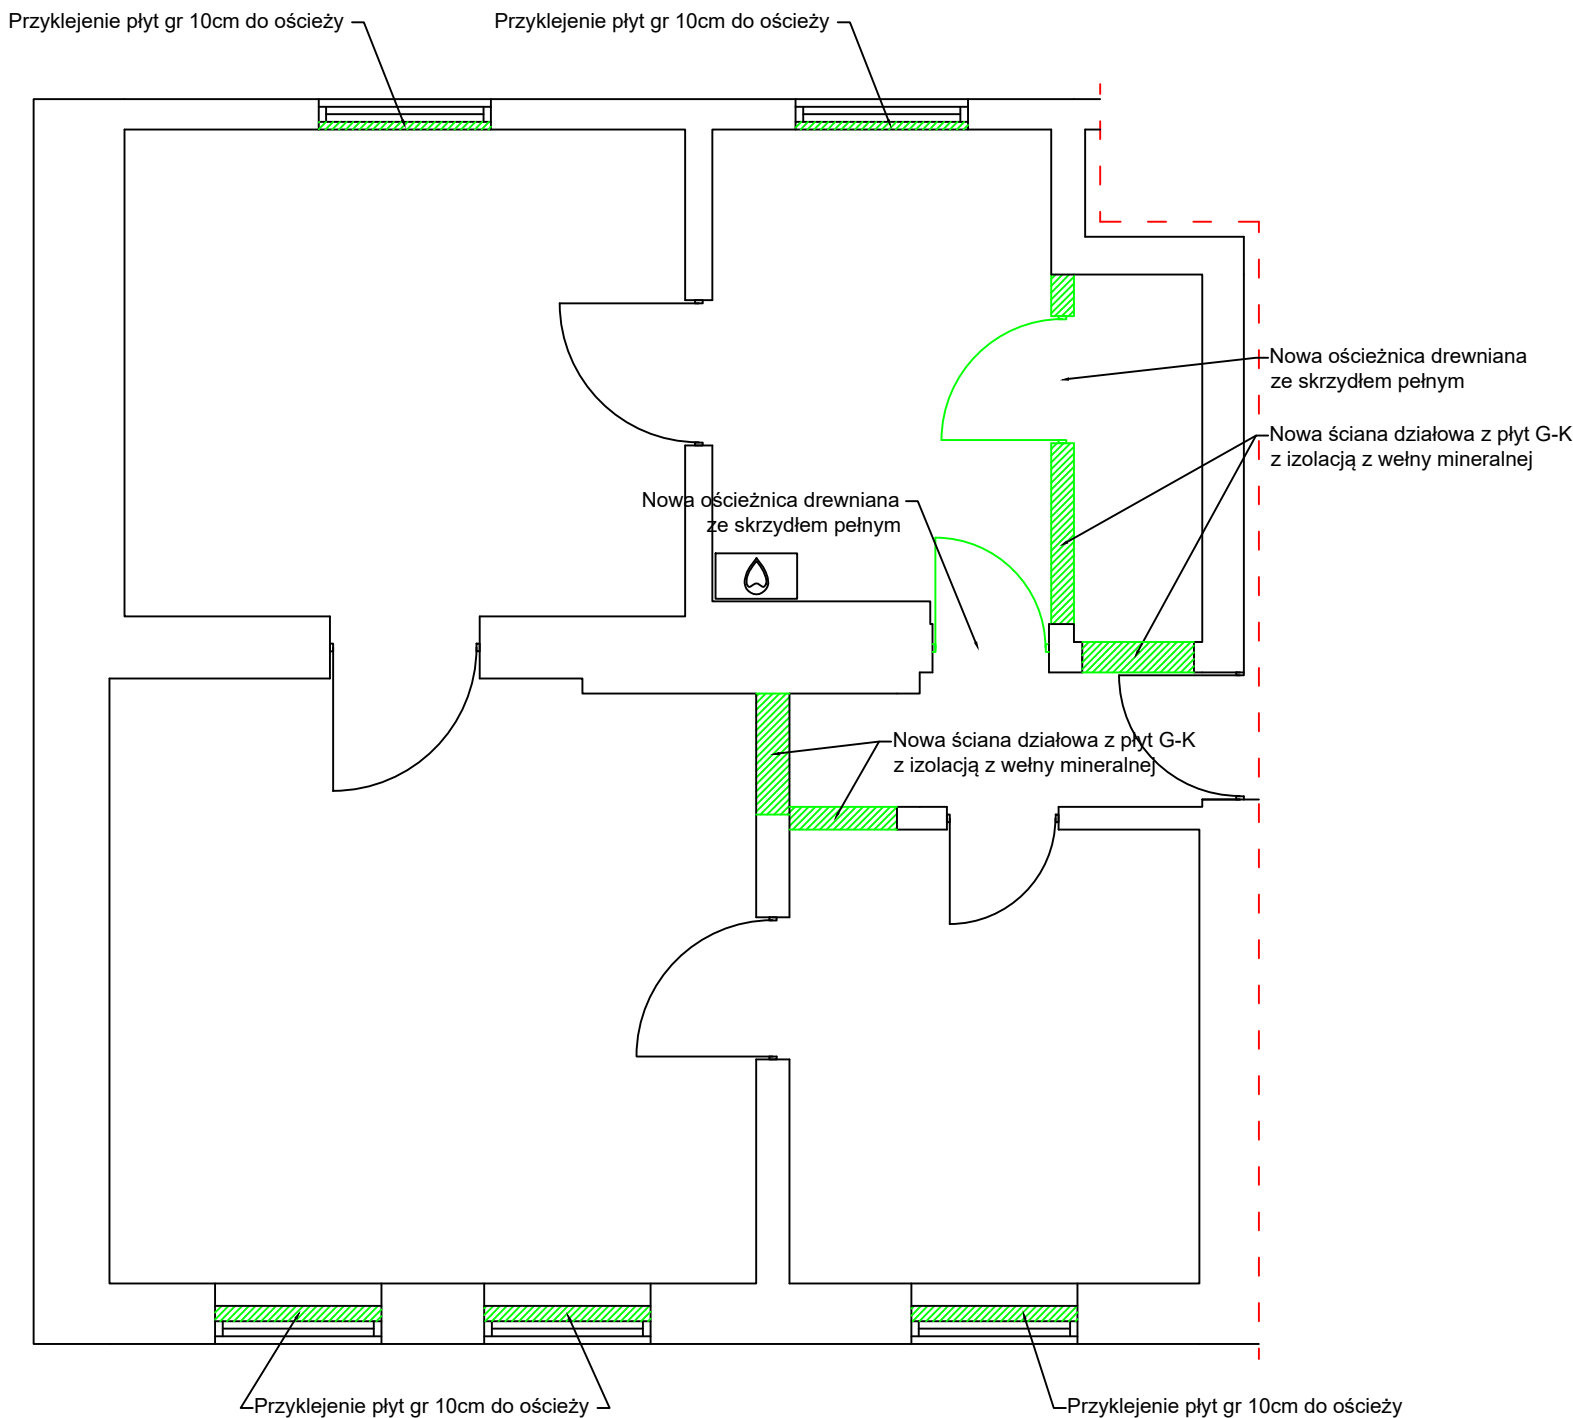 Przyklejenie płyt gr 10cm do ościeży
Przyklejenie płyt gr 10cm do ościeży
Nowa ościeżnica drewniana
ze skrzydłem pełnym
Nowa ściana działowa z płyt G-K
z izolacją z wełny mineralnej
Nowa ościeżnica drewniana
ze skrzydłem pełnym
Nowa ściana działowa z płyt G-K
z izolacją z wełny mineralnej
Przyklejenie płyt gr 10cm do ościeży
Przyklejenie płyt gr 10cm do ościeży